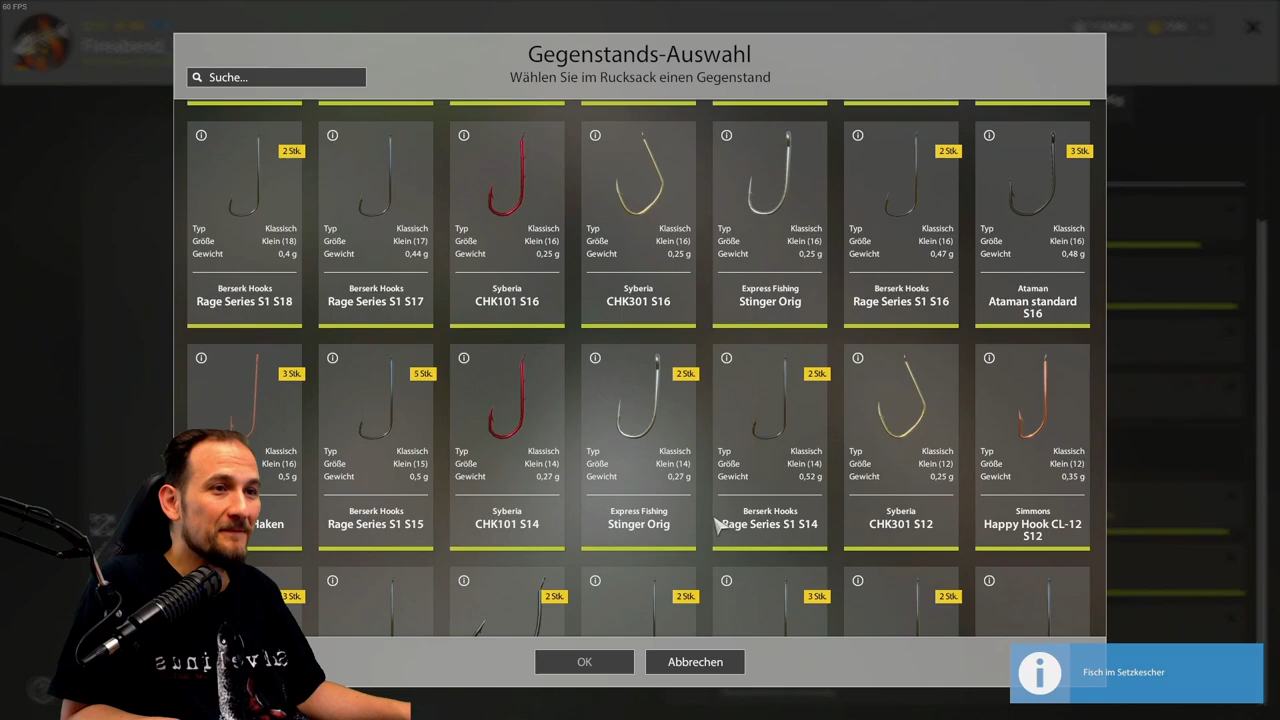 60 FPS
Fireabend
Gegenstands-Auswahl
Suche...
Wählen Sie im Rucksack einen Gegenstand
2 Stk.
Typ Klassisch
Größe Klein (18)
Gewicht 0,4 g
Berserk Hooks
Rage Series S1 S18
Typ Klassisch
Größe Klein (17)
Gewicht 0,44 g
Berserk Hooks
Rage Series S1 S17
Typ Klassisch
Größe Klein (16)
Gewicht 0,25 g
Syberia
CHK101 S16
Typ Klassisch
Größe Klein (16)
Gewicht 0,25 g
Syberia
CHK301 S16
Typ Klassisch
Größe Klein (16)
Gewicht 0,25 g
Express Fishing
Stinger Orig
2 Stk.
Typ Klassisch
Größe Klein (16)
Gewicht 0,47 g
Berserk Hooks
Rage Series S1 S16
3 Stk.
Typ Klassisch
Größe Klein (16)
Gewicht 0,48 g
Ataman
Ataman standard
S16
3 Stk.
Klassisch
Klein (16)
0,5 g
Haken
5 Stk.
Typ Klassisch
Größe Klein (15)
Gewicht 0,5 g
Berserk Hooks
Rage Series S1 S15
Typ Klassisch
Größe Klein (14)
Gewicht 0,27 g
Syberia
CHK101 S14
2 Stk.
Typ Klassisch
Größe Klein (14)
Gewicht 0,27 g
Express Fishing
Stinger Orig
2 Stk.
Typ Klassisch
Größe Klein (14)
Gewicht 0,52 g
Berserk Hooks
Rage Series S1 S14
Typ Klassisch
Größe Klein (12)
Gewicht 0,25 g
Syberia
CHK301 S12
Typ Klassisch
Größe Klein (12)
Gewicht 0,35 g
Simmons
Happy Hook CL-12
S12
3 Stk.
2 Stk.
2 Stk.
3 Stk.
2 Stk.
OK
Abbrechen
Fisch im Setzkescher